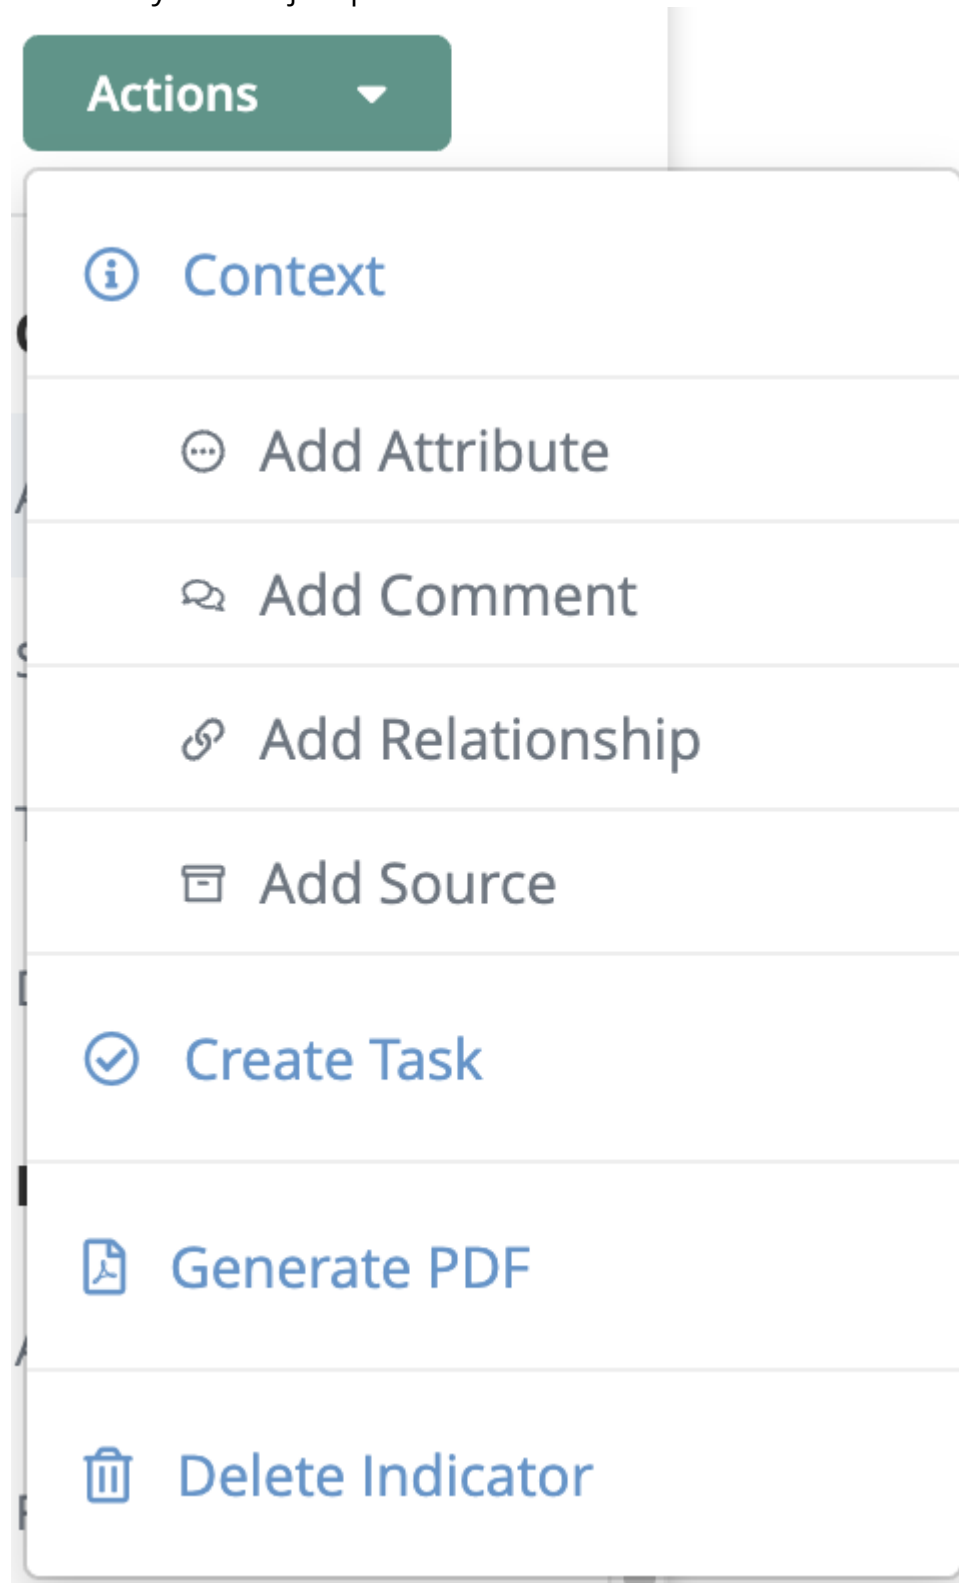 Actions
Context
Add Attribute
Add Comment
Add Relationship
Add Source
Create Task
Generate PDF
Delete Indicator